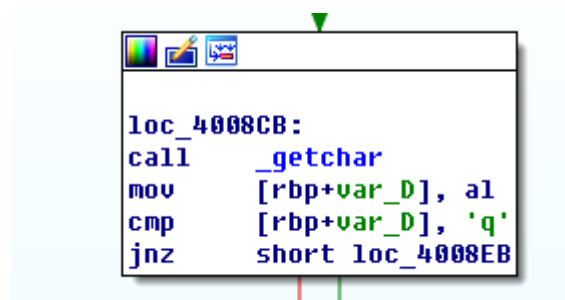 loc_4008CB:
call _getchar
mov [rbp+var_D], al
cmp [rbp+var_D], 'q'
jnz short loc_4008EB